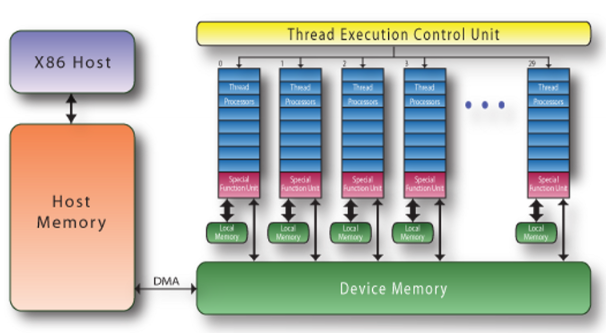 Thread Execution Control Unit
X86 Host
0
1
2
3
29
Thread
Processors
Thread
Processors
Thread
Processors
Thread
Processors
Thread
Processors
Special
Function Unit
Special
Function Unit
Special
Function Unit
Special
Function Unit
Special
Function Unit
Host
Memory
Local
Memory
Local
Memory
Local
Memory
Local
Memory
Local
Memory
DMA
Device Memory